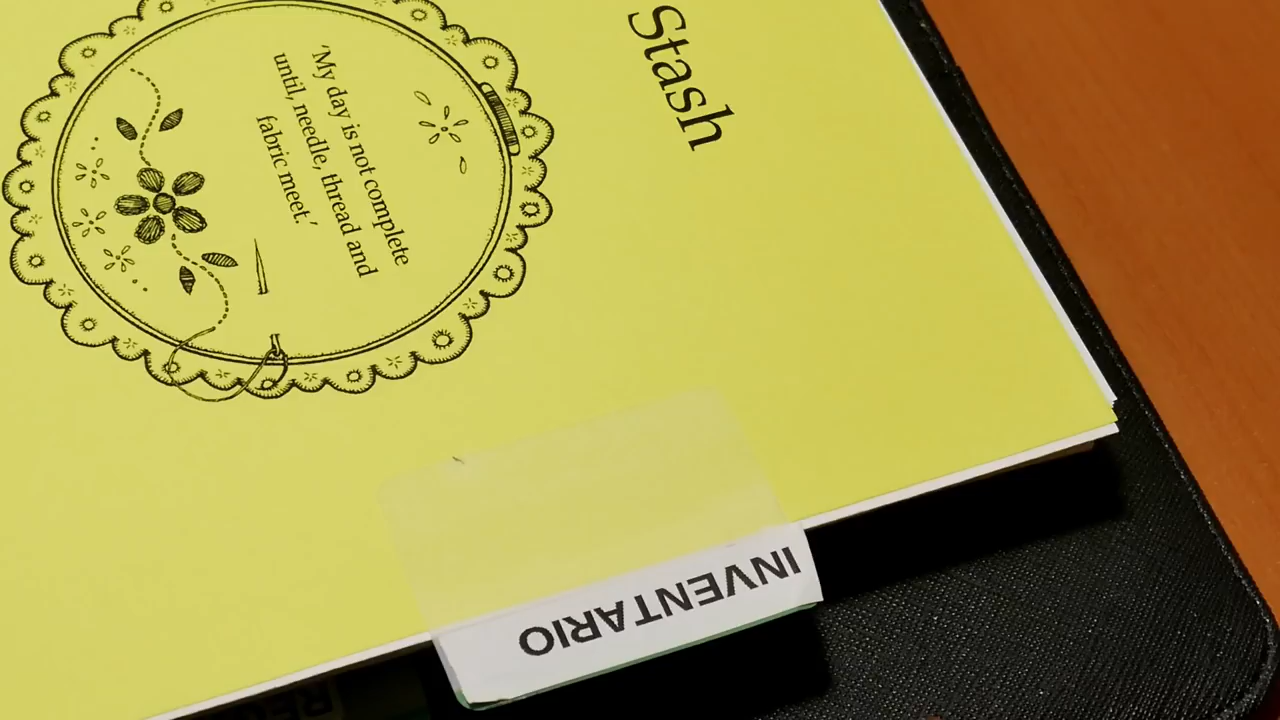 Stash
‘My day is not complete
until, needle, thread and
fabric meet.’
INVENTARIO